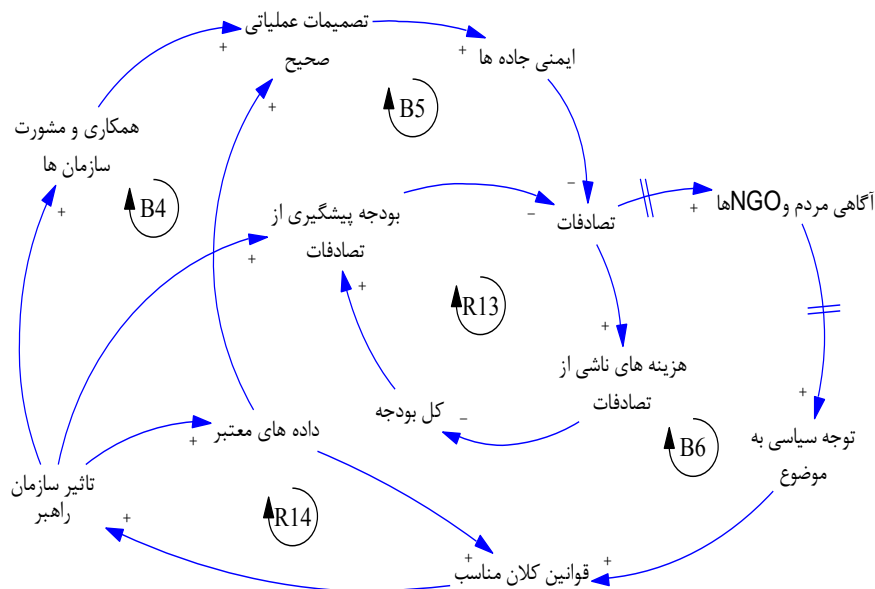 تصمیمات عملیاتی
صحیح
ایمنی جاده ها
+
+
+
B5
همکاری و مشورت
سازمان ها
+
B4
بودجه پیشگیری از
تصادفات
+
+
–
–
تصادفات
+
آگاهی مردم و NGOها
R13
+
هزینه های ناشی از
تصادفات
–
کل بودجه
+
داده های معتبر
+
B6
توجه سیاسی به
موضوع
تاثیر سازمان
راهبر
+
R14
+
+
قوانین کلان مناسب